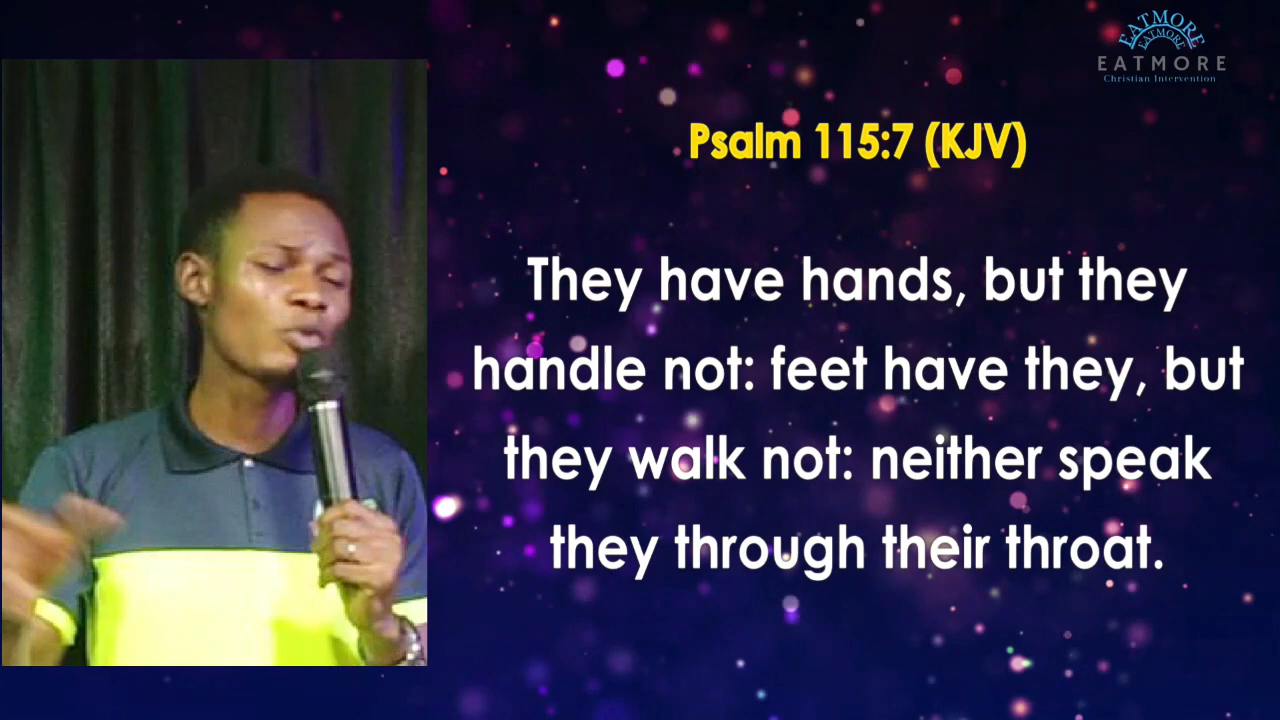 EATMORE
EATMORE
EATMORE
Christian Intervention
Psalm 115:7 (KJV)
They have hands, but they
handle not: feet have they, but
they walk not: neither speak
they through their throat.